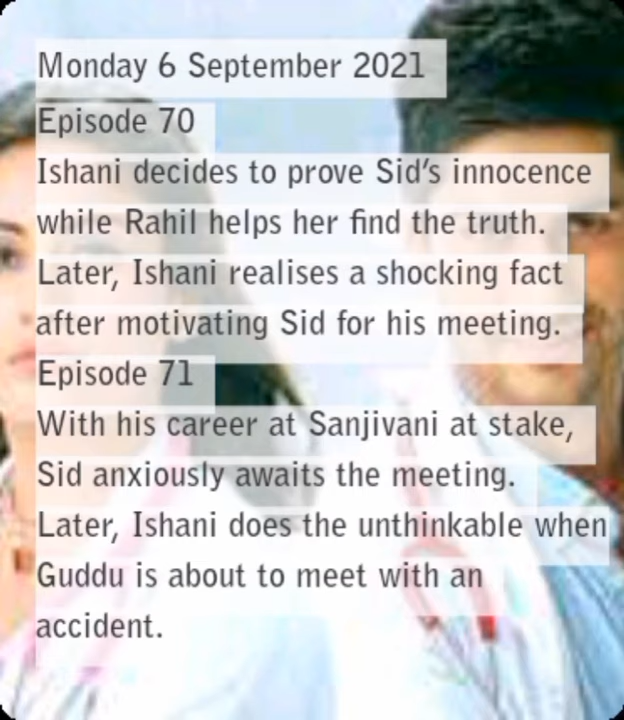 Monday 6 September 2021
Episode 70
Ishani decides to prove Sid's innocence
while Rahil helps her find the truth.
Later, Ishani realises a shocking fact
after motivating Sid for his meeting.
Episode 71
With his career at Sanjivani at stake,
Sid anxiously awaits the meeting.
Later, Ishani does the unthinkable when
Guddu is about to meet with an
accident.